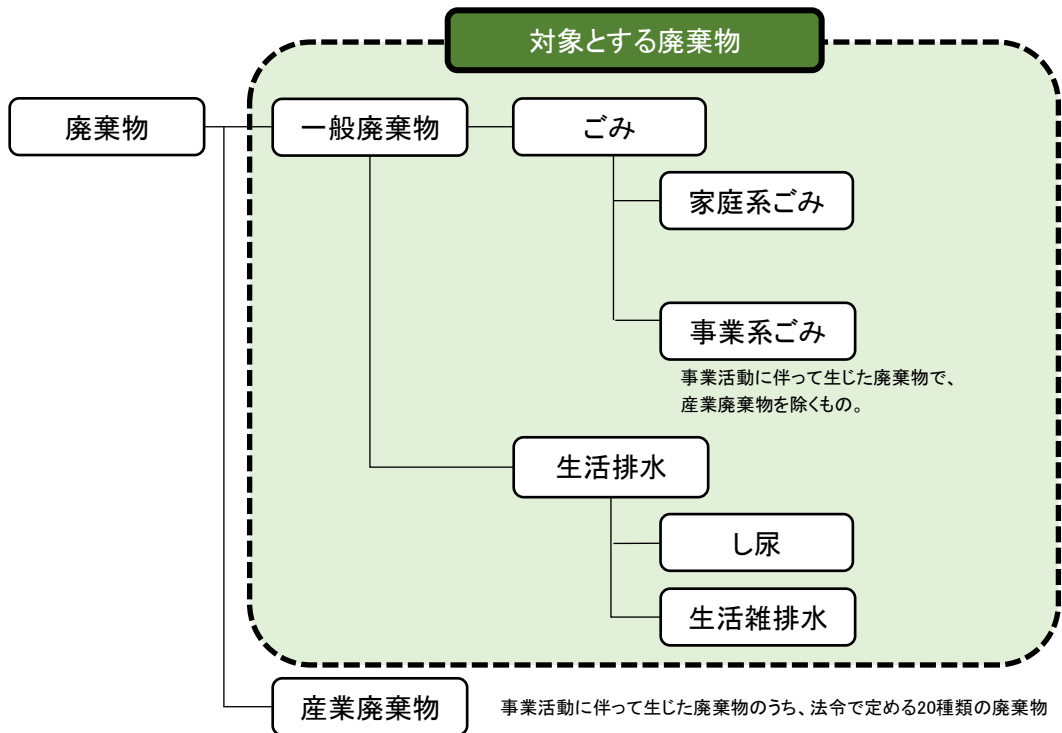 対象とする廃棄物
廃棄物
一般廃棄物
ごみ
家庭系ごみ
事業系ごみ
事業活動に伴って生じた廃棄物で、
産業廃棄物を除くもの。
生活排水
し尿
生活雑排水
産業廃棄物
事業活動に伴って生じた廃棄物のうち、法令で定める20種類の廃棄物